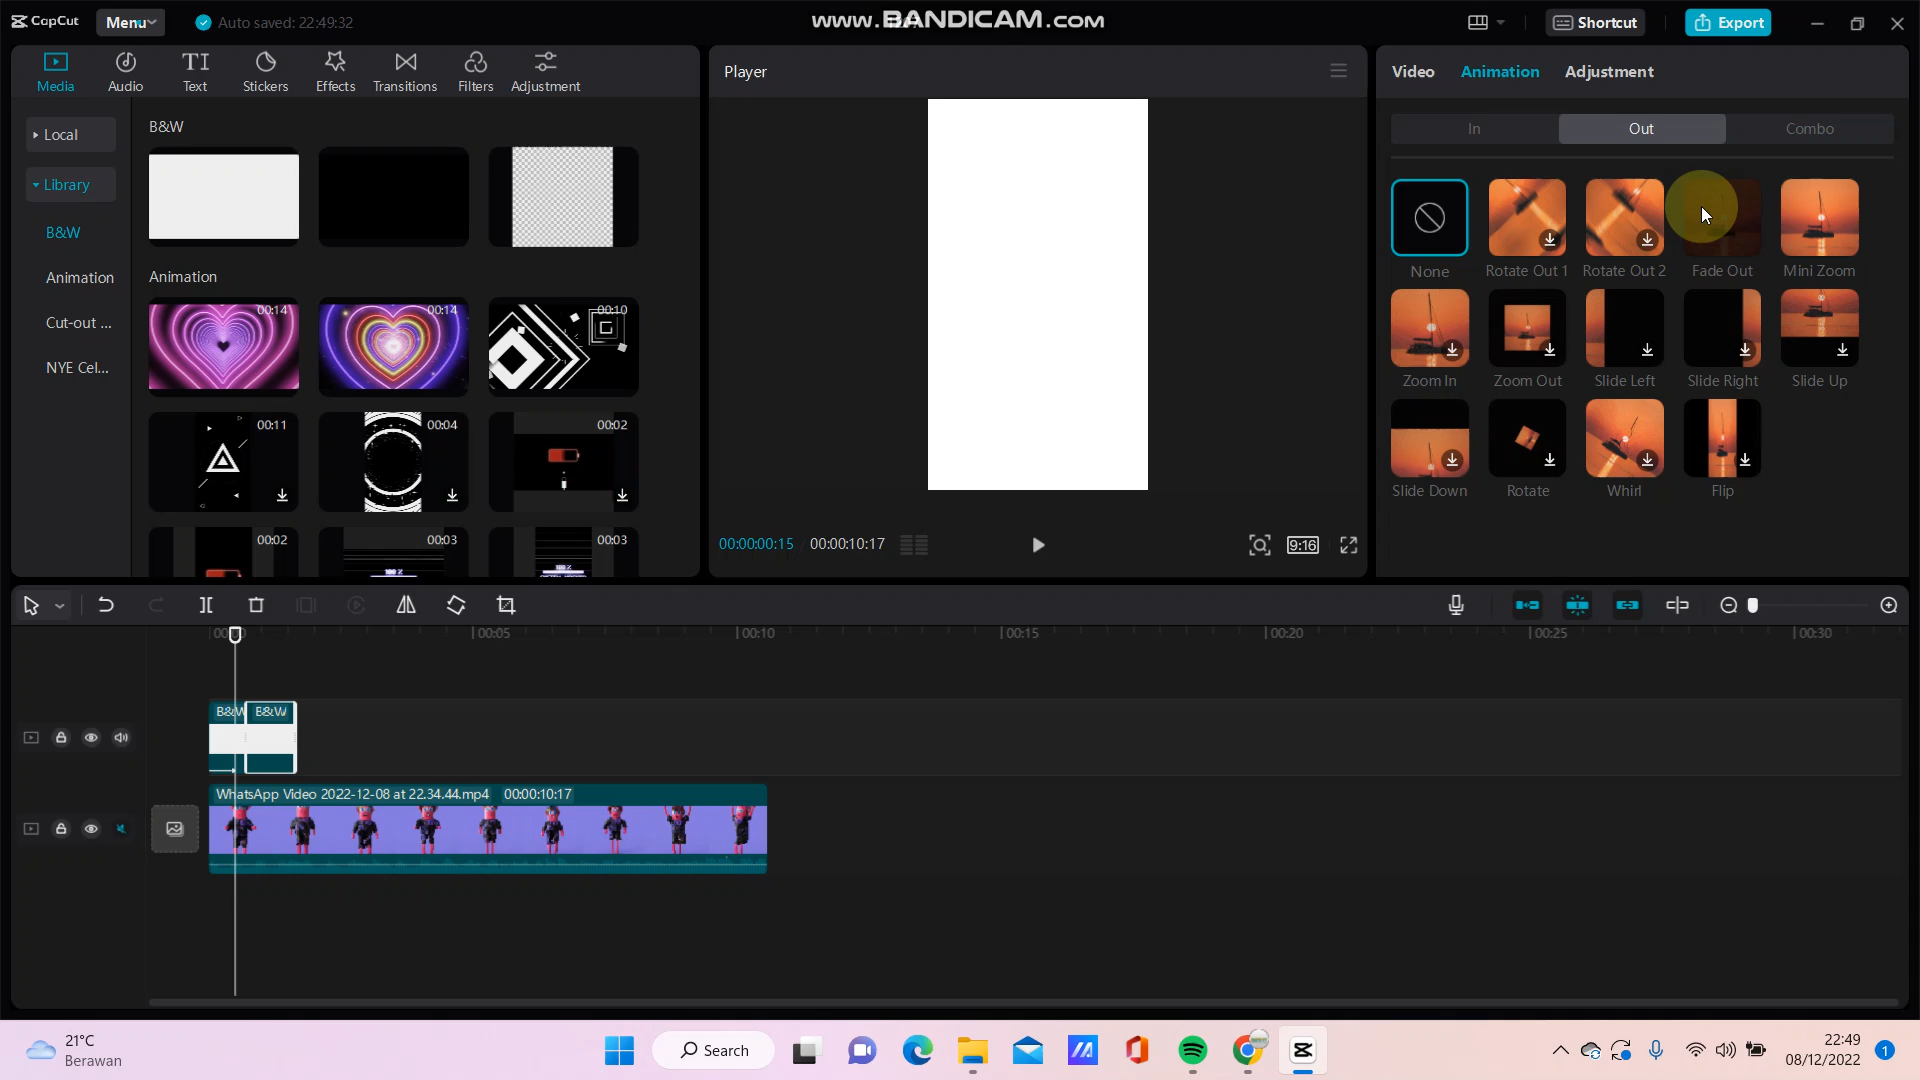 CapCut
Menu
Auto saved: 22:49:32
www.BANDICAM.com
Shortcut
Export
Media
Audio
Text
Stickers
Effects
Transitions
Filters
Adjustment
Player
Video
Animation
Adjustment
In
Out
Combo
Local
Library
B&W
Animation
Cut-out ...
NYE Cel...
B&W
Animation
00:14
00:14
00:10
00:11
00:04
00:02
00:02
00:03
00:03
None
Rotate Out 1
Rotate Out 2
Fade Out
Mini Zoom
Zoom In
Zoom Out
Slide Left
Slide Right
Slide Up
Slide Down
Rotate
Whirl
Flip
00:00:00:15 / 00:00:10:17
9:16
00:05
00:10
00:15
00:20
00:25
00:30
B&W
B&W
WhatsApp Video 2022-12-08 at 22.34.44.mp4 00:00:10:17
21°C
Berawan
Search
22:49
08/12/2022
1